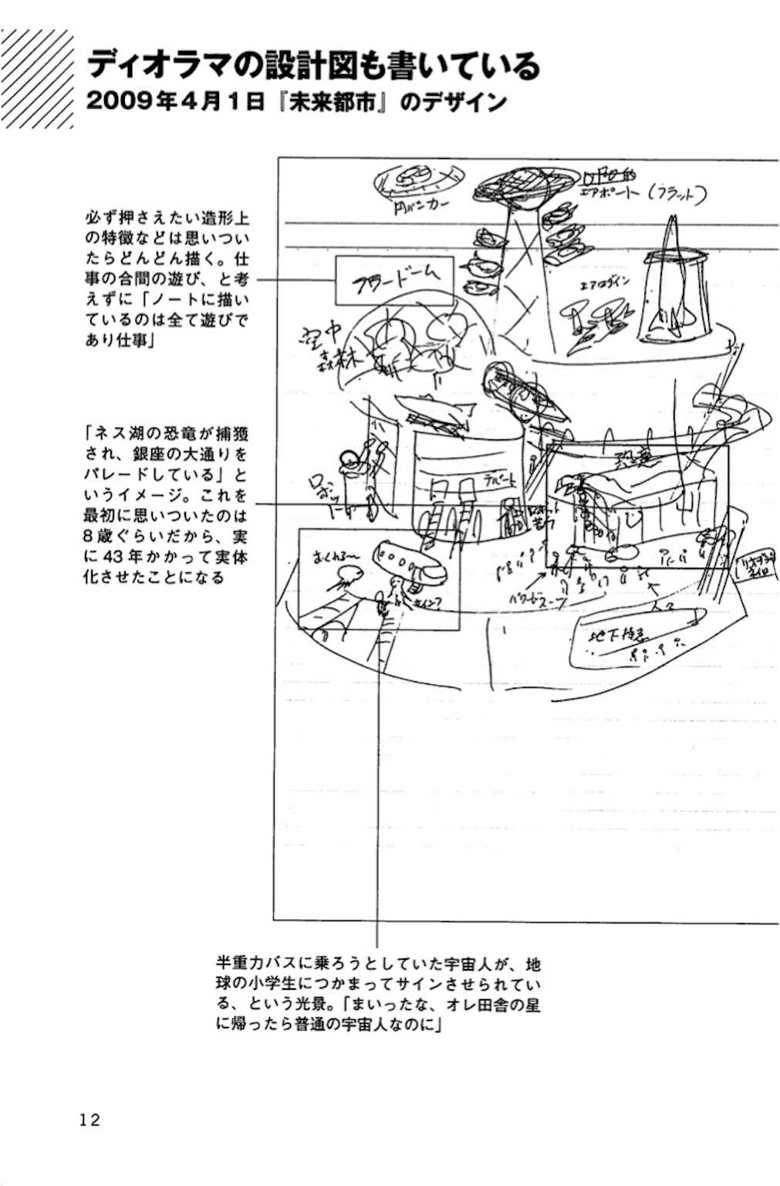 ディオラマの設計図も書いている
2009年4月1日『未来都市』のデザイン
必ず押さえたい造形上
の特徴などは思いつい
たらどんどん描く。仕
事の合間の遊び、と考
えずに「ノートに描い
ているのは全て遊びで
あり仕事」
円バンカー
エアポート(フラット)
フラワードーム
エアログイン
空中
森林
「ネス湖の恐竜が捕獲
され、銀座の大通りを
パレードしている」と
いうイメージ。これを
最初に思いついたのは
8歳ぐらいだから、実
に43年かかって実体
化させたことになる
デパート
恐竜
ロボット
おくれる〜
サイン?
パワードスーツ
地下鉄
半重力バスに乗ろうとしていた宇宙人が、地
球の小学生につかまってサインさせられてい
る、という光景。「まいったな、オレ田舎の星
に帰ったら普通の宇宙人なのに」
12